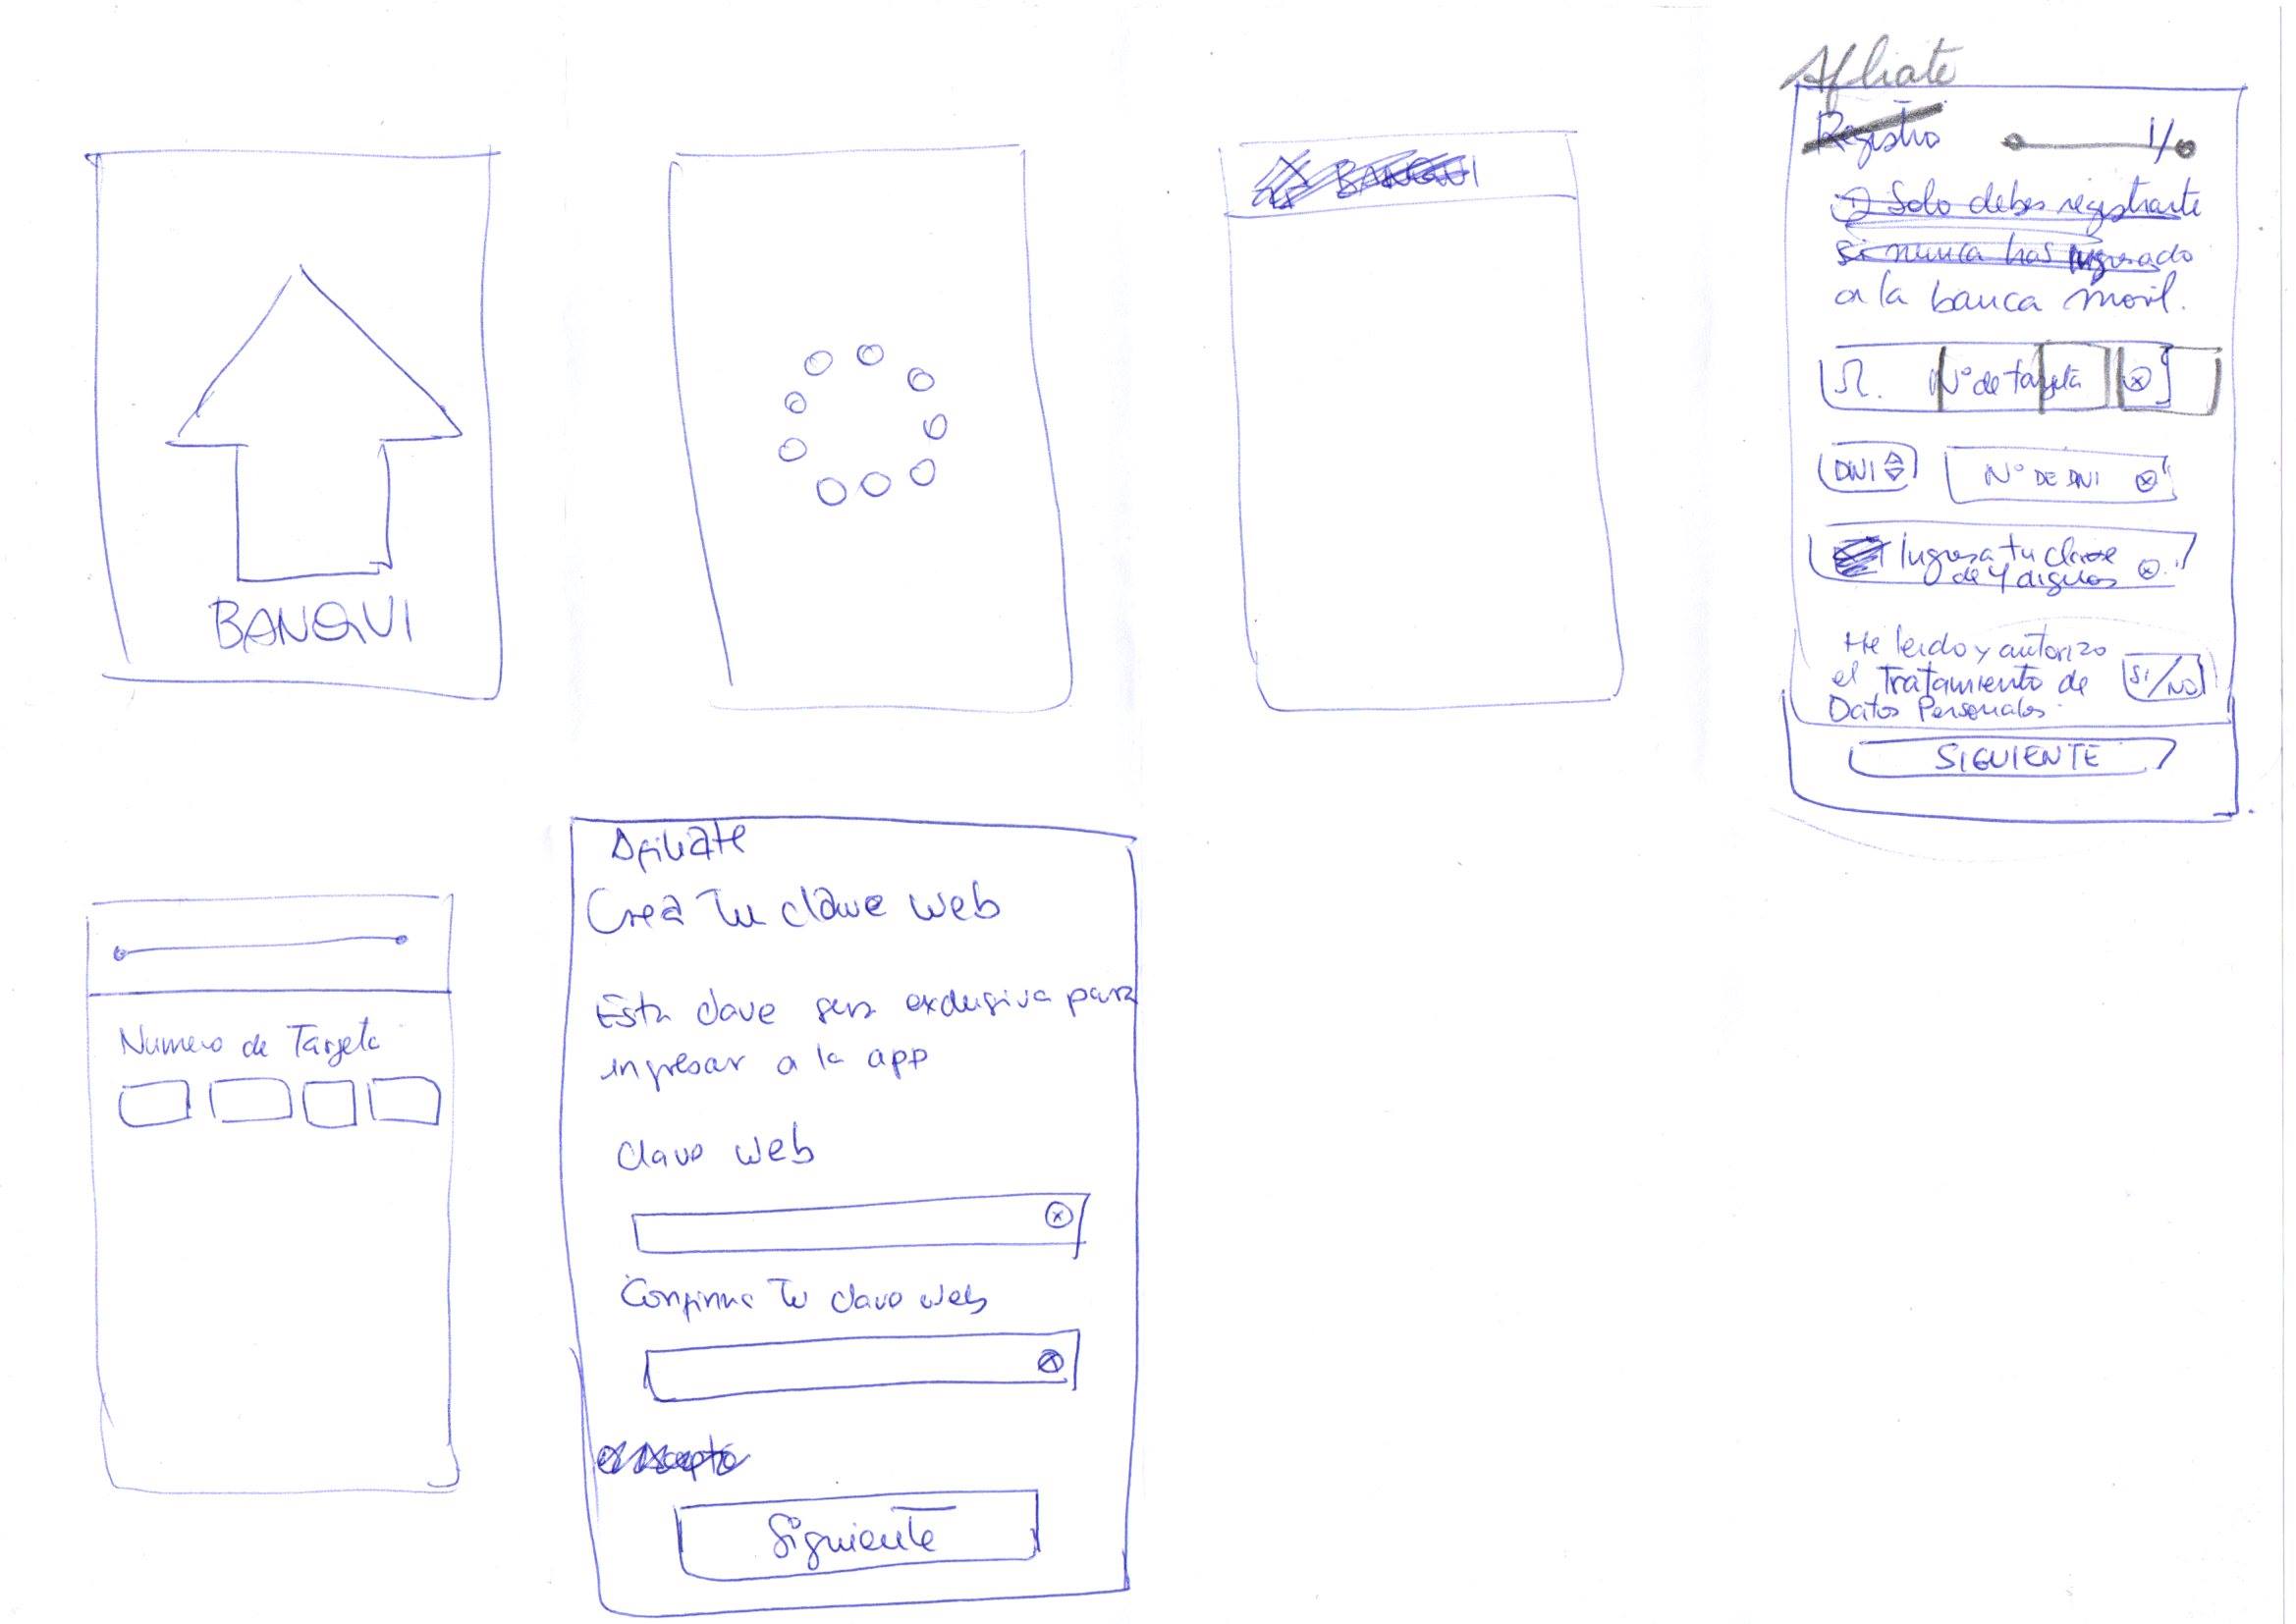 BANQUI
BANQUI
Afiliate
Registro
1/
① Solo debes registrarte
si nunca has ingresado
a la banca movil.
N° de tarjeta
DNI
N° DE DNI
Ingresa tu clave
de 4 digitos
He leido y autorizo
el Tratamiento de
Datos Personales.
SI/NO
SIGUIENTE
Numero de Tarjeta
Afiliate
Crea Tu clave web
Esta clave sera exclusiva para
ingresar a la app
Clave web
Confirma Tu clave web
Acepto
Siguiente